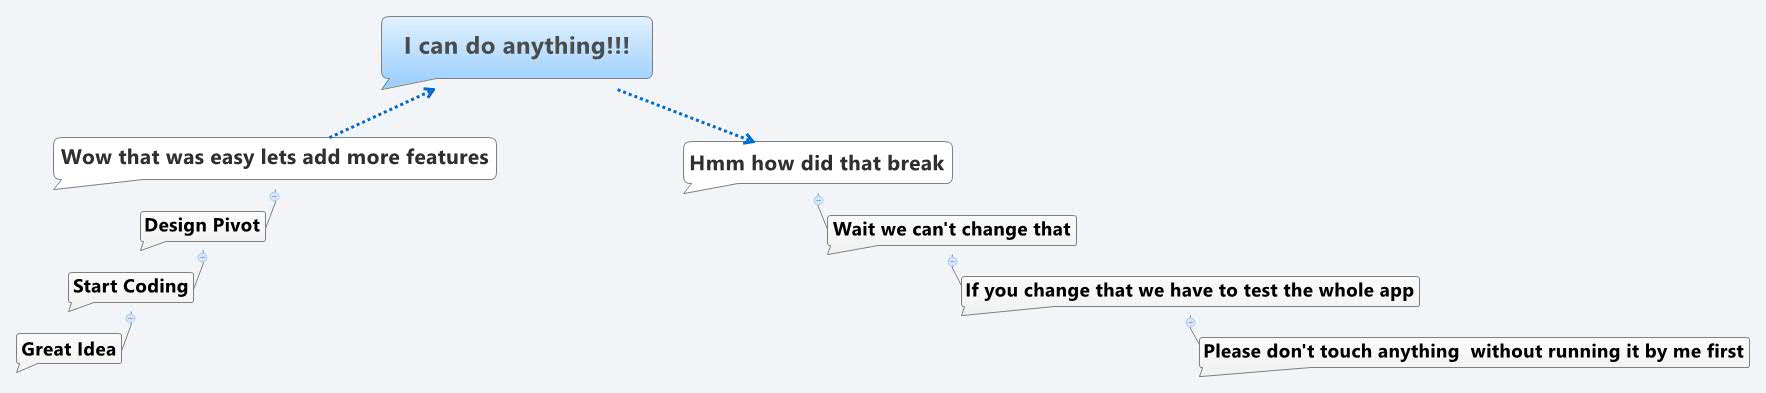 I can do anything!!!
Wow that was easy lets add more features
Hmm how did that break
Design Pivot
Wait we can't change that
Start Coding
If you change that we have to test the whole app
Great Idea
Please don't touch anything  without running it by me first